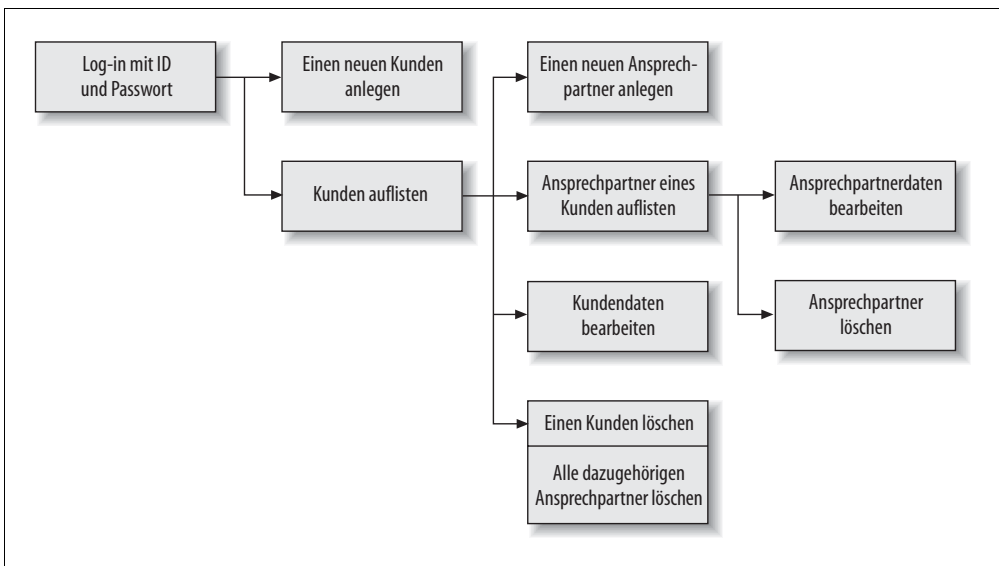 Log-in mit ID
und Passwort
Einen neuen Kunden
anlegen
Einen neuen Ansprech-
partner anlegen
Kunden auflisten
Ansprechpartner eines
Kunden auflisten
Ansprechpartnerdaten
bearbeiten
Kundendaten
bearbeiten
Ansprechpartner
löschen
Einen Kunden löschen
Alle dazugehörigen
Ansprechpartner löschen